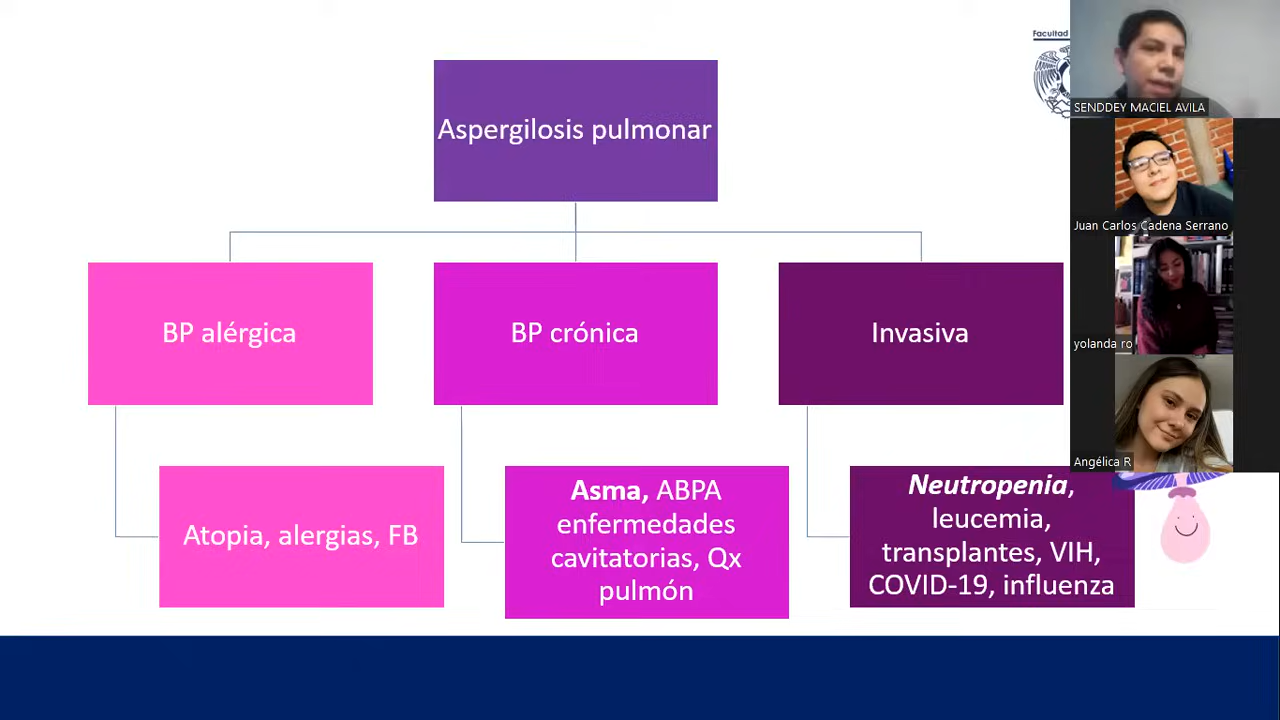 Facultad
Aspergilosis pulmonar
BP alérgica
BP crónica
Invasiva
Atopia, alergias, FB
Asma, ABPA
enfermedades
cavitatorias, Qx
pulmón
Neutropenia,
leucemia,
transplantes, VIH,
COVID-19, influenza
SENDDEY MACIEL AVILA
Juan Carlos Cadena Serrano
yolanda ro
Angélica R